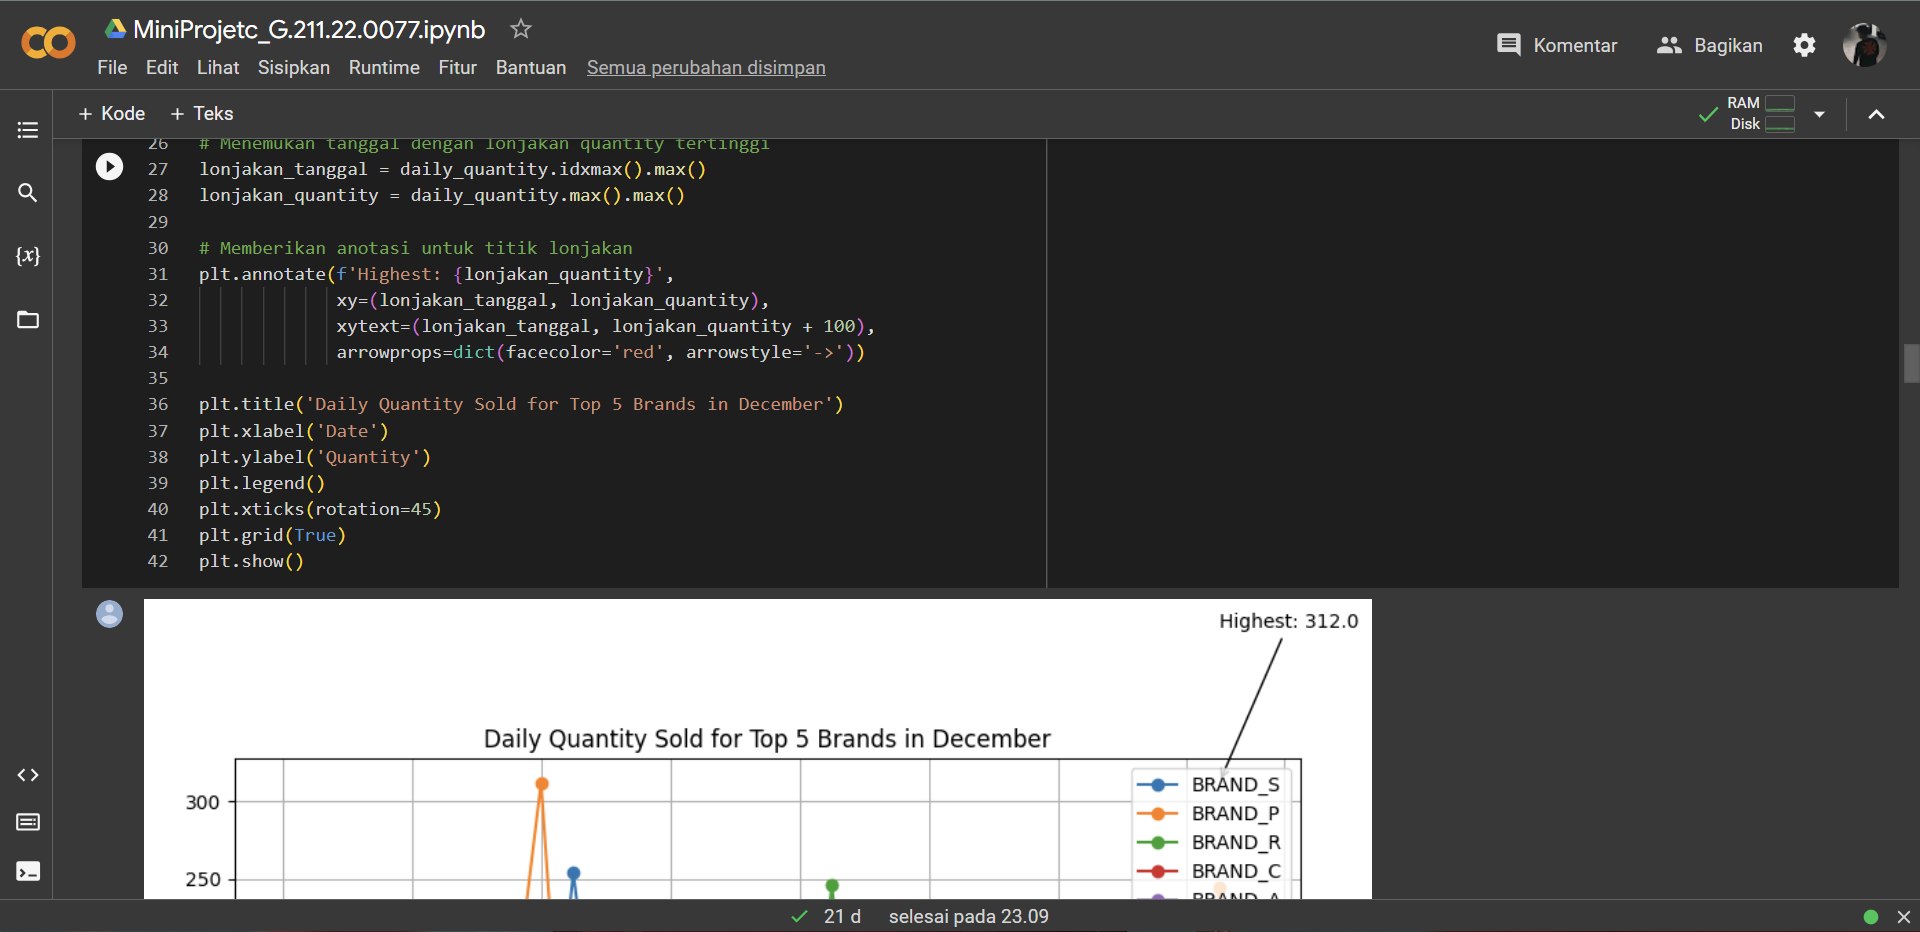 MiniProjetc_G.211.22.0077.ipynb
File Edit Lihat Sisipkan Runtime Fitur Bantuan Semua perubahan disimpan
Komentar Bagikan
+ Kode + Teks
RAM
Disk
26 # Menemukan tanggal dengan lonjakan quantity tertinggi
27 lonjakan_tanggal = daily_quantity.idxmax().max()
28 lonjakan_quantity = daily_quantity.max().max()
29
30 # Memberikan anotasi untuk titik lonjakan
31 plt.annotate(f'Highest: {lonjakan_quantity}',
32 xy=(lonjakan_tanggal, lonjakan_quantity),
33 xytext=(lonjakan_tanggal, lonjakan_quantity + 100),
34 arrowprops=dict(facecolor='red', arrowstyle='->'))
35
36 plt.title('Daily Quantity Sold for Top 5 Brands in December')
37 plt.xlabel('Date')
38 plt.ylabel('Quantity')
39 plt.legend()
40 plt.xticks(rotation=45)
41 plt.grid(True)
42 plt.show()
Highest: 312.0
Daily Quantity Sold for Top 5 Brands in December
300
250
BRAND_S
BRAND_P
BRAND_R
BRAND_C
BRAND_A
21 d selesai pada 23.09